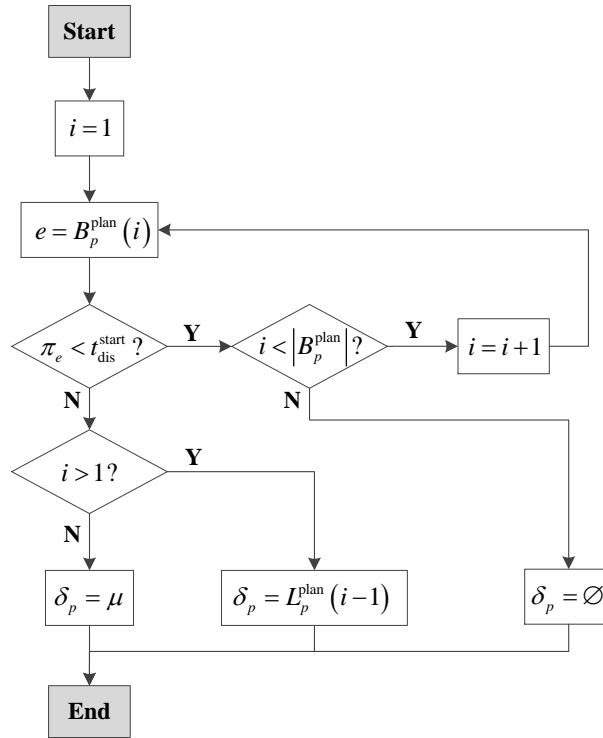 Start
i = 1
e = B_p^plan (i)
π_e < t_dis^start ?
Y
i < |B_p^plan| ?
Y
i = i+1
N
N
i > 1?
Y
N
δ_p = μ
δ_p = L_p^plan (i−1)
δ_p = ∅
End